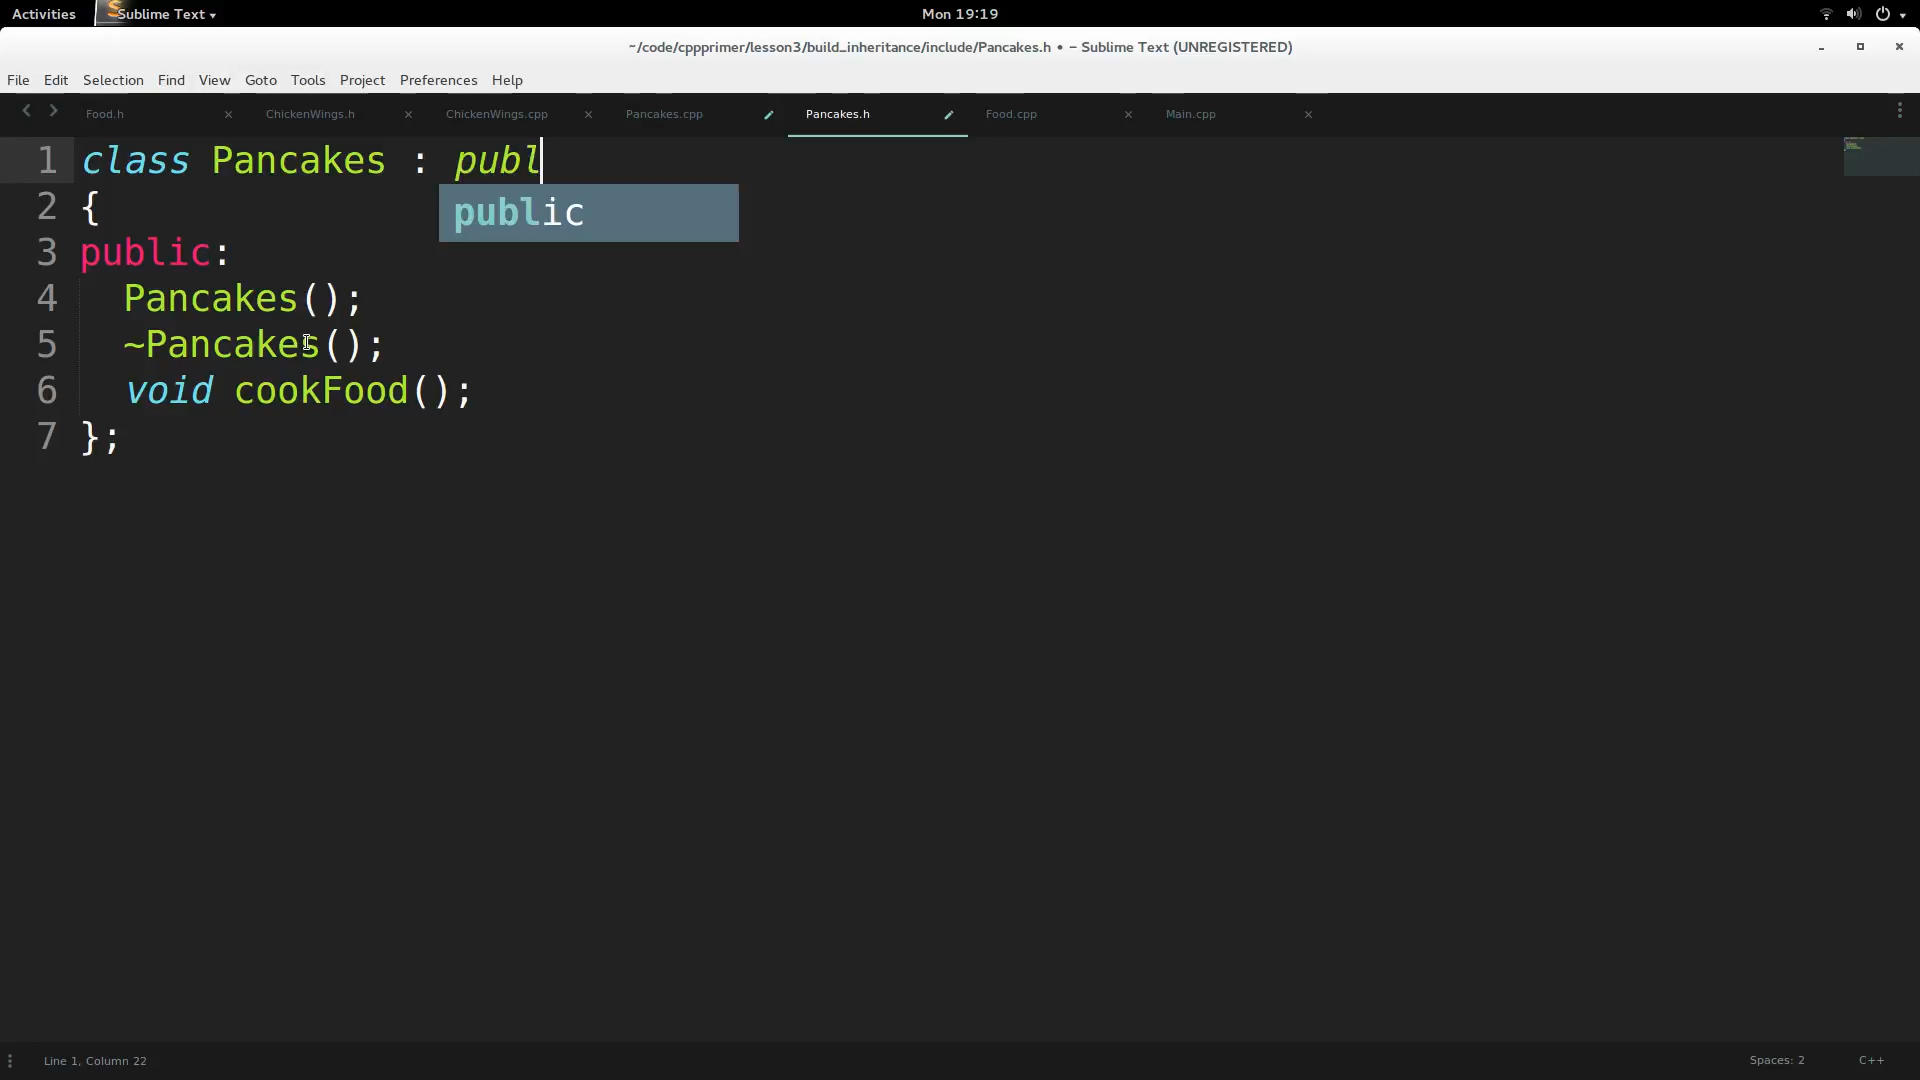 Activities Sublime Text ▾ Mon 19:19
~/code/cppprimer/lesson3/build_inheritance/include/Pancakes.h • − Sublime Text (UNREGISTERED)
File Edit Selection Find View Goto Tools Project Preferences Help
Food.h ChickenWings.h ChickenWings.cpp Pancakes.cpp Pancakes.h Food.cpp Main.cpp
1 class Pancakes : publ
2 {
public
3 public:
4 Pancakes();
5 ~Pancakes();
6 void cookFood();
7 };
Line 1, Column 22 Spaces: 2 C++